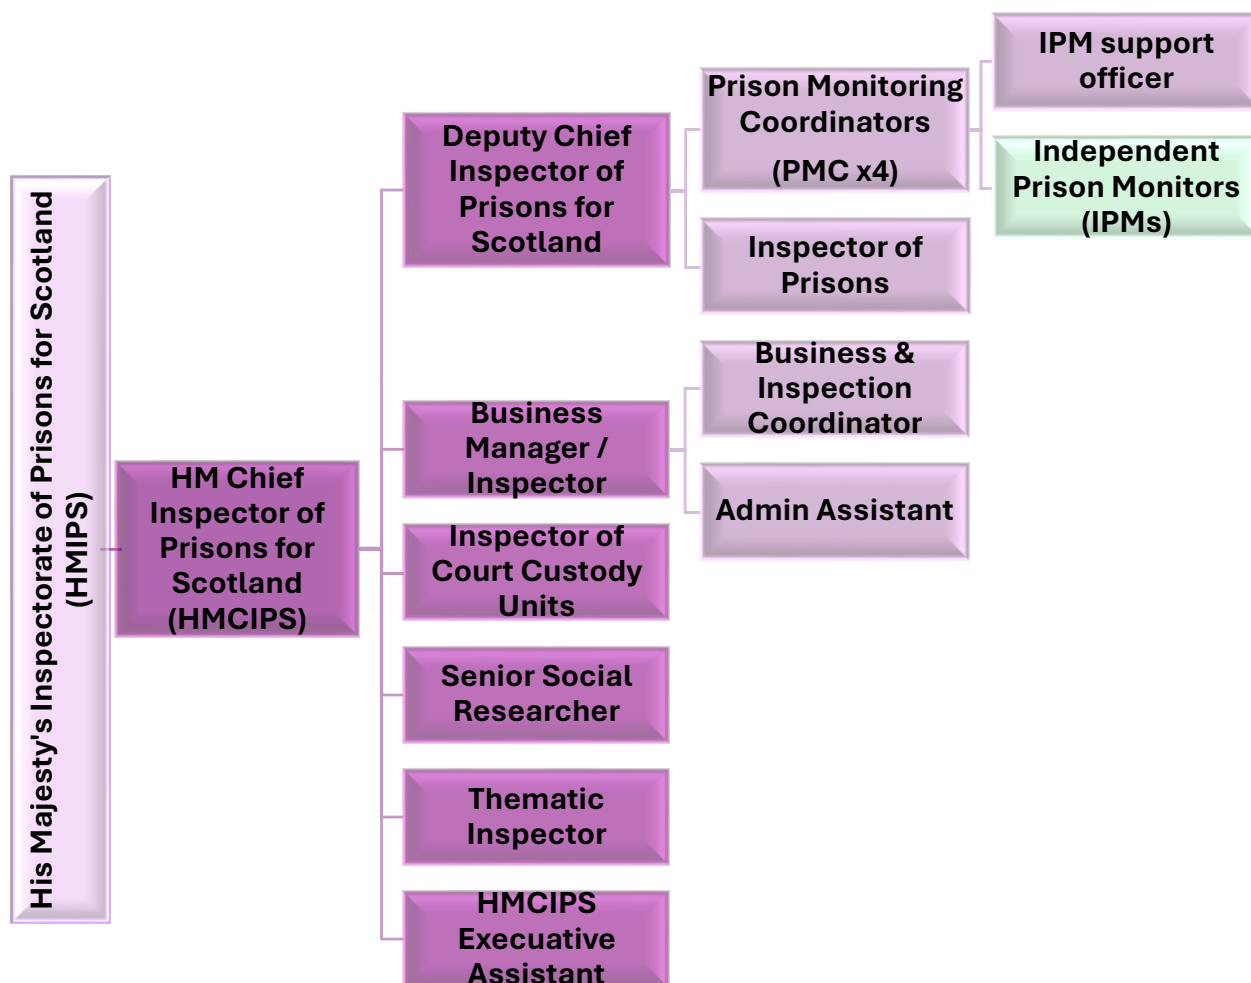 His Majesty's Inspectorate of Prisons for Scotland
(HMIPS)
HM Chief
Inspector of
Prisons for
Scotland
(HMCIPS)
Deputy Chief
Inspector of
Prisons for
Scotland
Prison Monitoring
Coordinators
(PMC x4)
IPM support
officer
Independent
Prison Monitors
(IPMs)
Inspector of
Prisons
Business
Manager /
Inspector
Business &
Inspection
Coordinator
Admin Assistant
Inspector of
Court Custody
Units
Senior Social
Researcher
Thematic
Inspector
HMCIPS
Execuative
Assistant